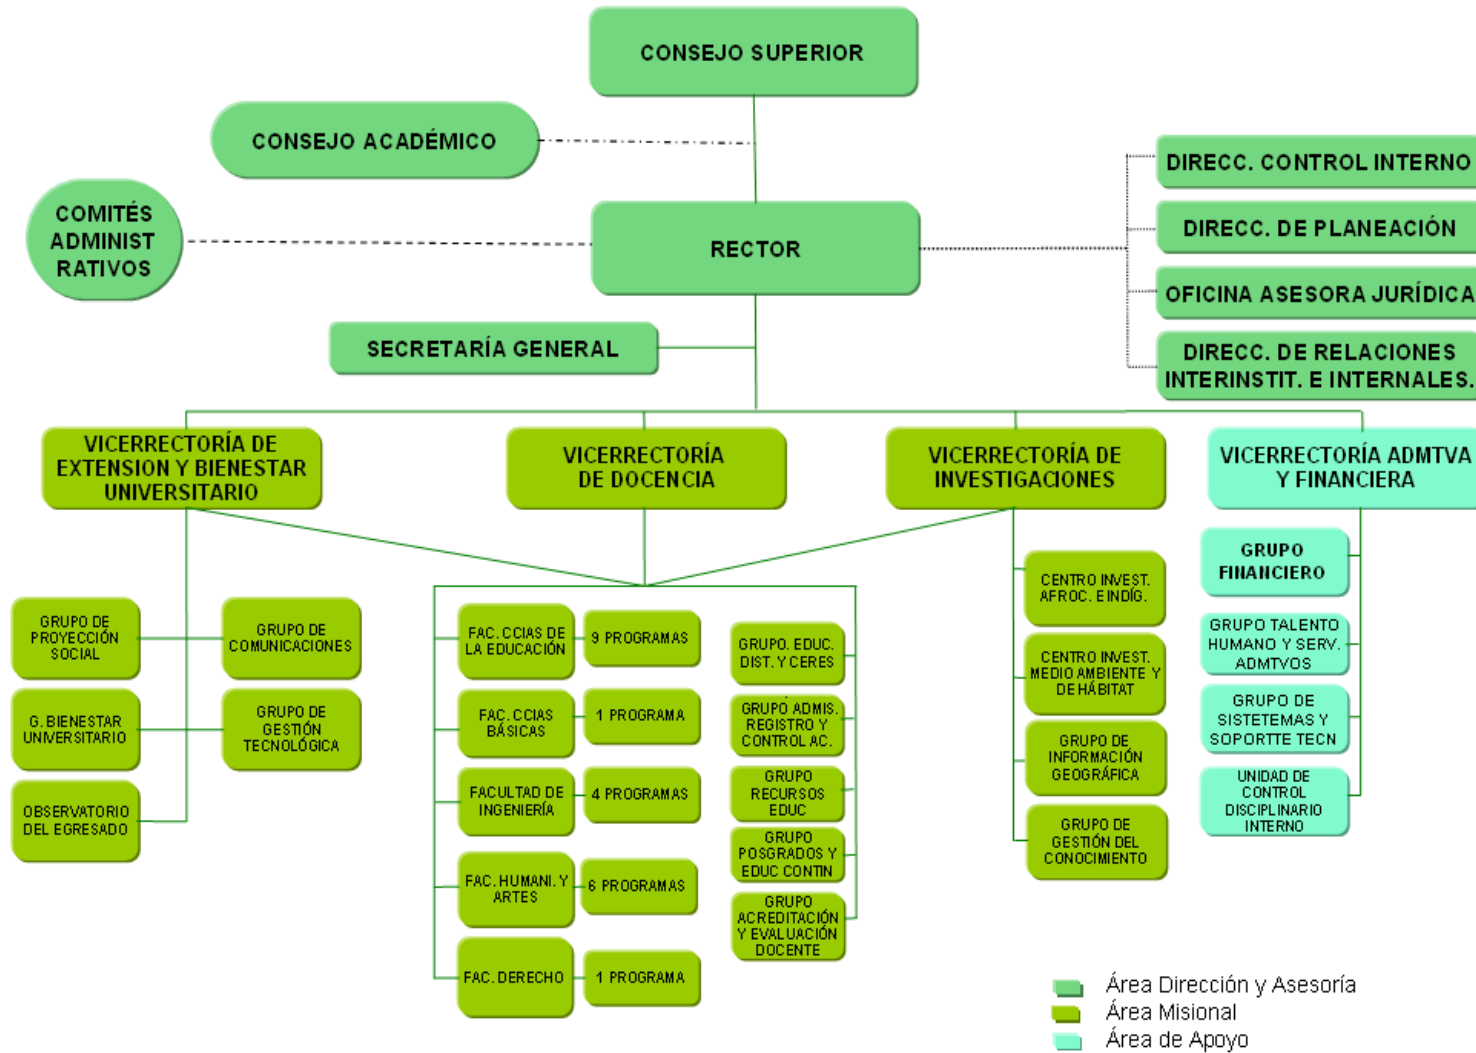 CONSEJO SUPERIOR
CONSEJO ACADÉMICO
DIRECC. CONTROL INTERNO
COMITÉS
ADMINIST
RATIVOS
RECTOR
DIRECC. DE PLANEACIÓN
OFICINA ASESORA JURÍDICA
SECRETARÍA GENERAL
DIRECC. DE RELACIONES
INTERINSTIT. E INTERNALES.
VICERRECTORÍA DE
EXTENSION Y BIENESTAR
UNIVERSITARIO
VICERRECTORÍA
DE DOCENCIA
VICERRECTORÍA DE
INVESTIGACIONES
VICERRECTORÍA ADMTVA
Y FINANCIERA
GRUPO DE
PROYECCIÓN
SOCIAL
GRUPO DE
COMUNICACIONES
G. BIENESTAR
UNIVERSITARIO
GRUPO DE
GESTIÓN
TECNOLÓGICA
OBSERVATORIO
DEL EGRESADO
FAC. CCIAS DE
LA EDUCACIÓN
9 PROGRAMAS
FAC. CCIAS
BÁSICAS
1 PROGRAMA
FACULTAD DE
INGENIERÍA
4 PROGRAMAS
FAC. HUMANI. Y
ARTES
6 PROGRAMAS
FAC. DERECHO
1 PROGRAMA
GRUPO. EDUC.
DIST. Y CERES
GRUPO ADMIS.
REGISTRO Y
CONTROL AC.
GRUPO
RECURSOS
EDUC
GRUPO
POSGRADOS Y
EDUC CONTIN
GRUPO
ACREDITACIÓN
Y EVALUACIÓN
DOCENTE
CENTRO INVEST.
AFROC. E INDÍG.
CENTRO INVEST.
MEDIO AMBIENTE Y
DE HÁBITAT
GRUPO DE
INFORMACIÓN
GEOGRÁFICA
GRUPO DE
GESTIÓN DEL
CONOCIMIENTO
GRUPO
FINANCIERO
GRUPO TALENTO
HUMANO Y SERV.
ADMTVOS
GRUPO DE
SISTETEMAS Y
SOPORTTE TECN
UNIDAD DE
CONTROL
DISCIPLINARIO
INTERNO
Área Dirección y Asesoría
Área Misional
Área de Apoyo